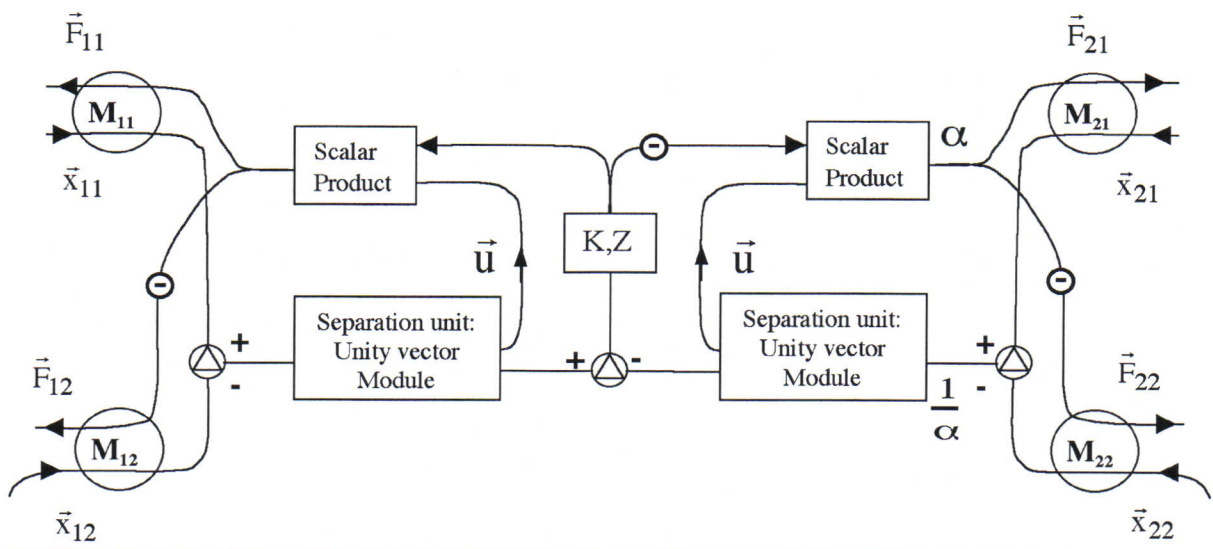 F⃗₁₁
M₁₁
x⃗₁₁
F⃗₁₂
M₁₂
x⃗₁₂
+
-
Scalar
Product
u⃗
Separation unit:
Unity vector
Module
K,Z
+ -
-
-
-
Scalar
Product
α
u⃗
Separation unit:
Unity vector
Module
1
α
+
-
F⃗₂₁
M₂₁
x⃗₂₁
F⃗₂₂
M₂₂
x⃗₂₂